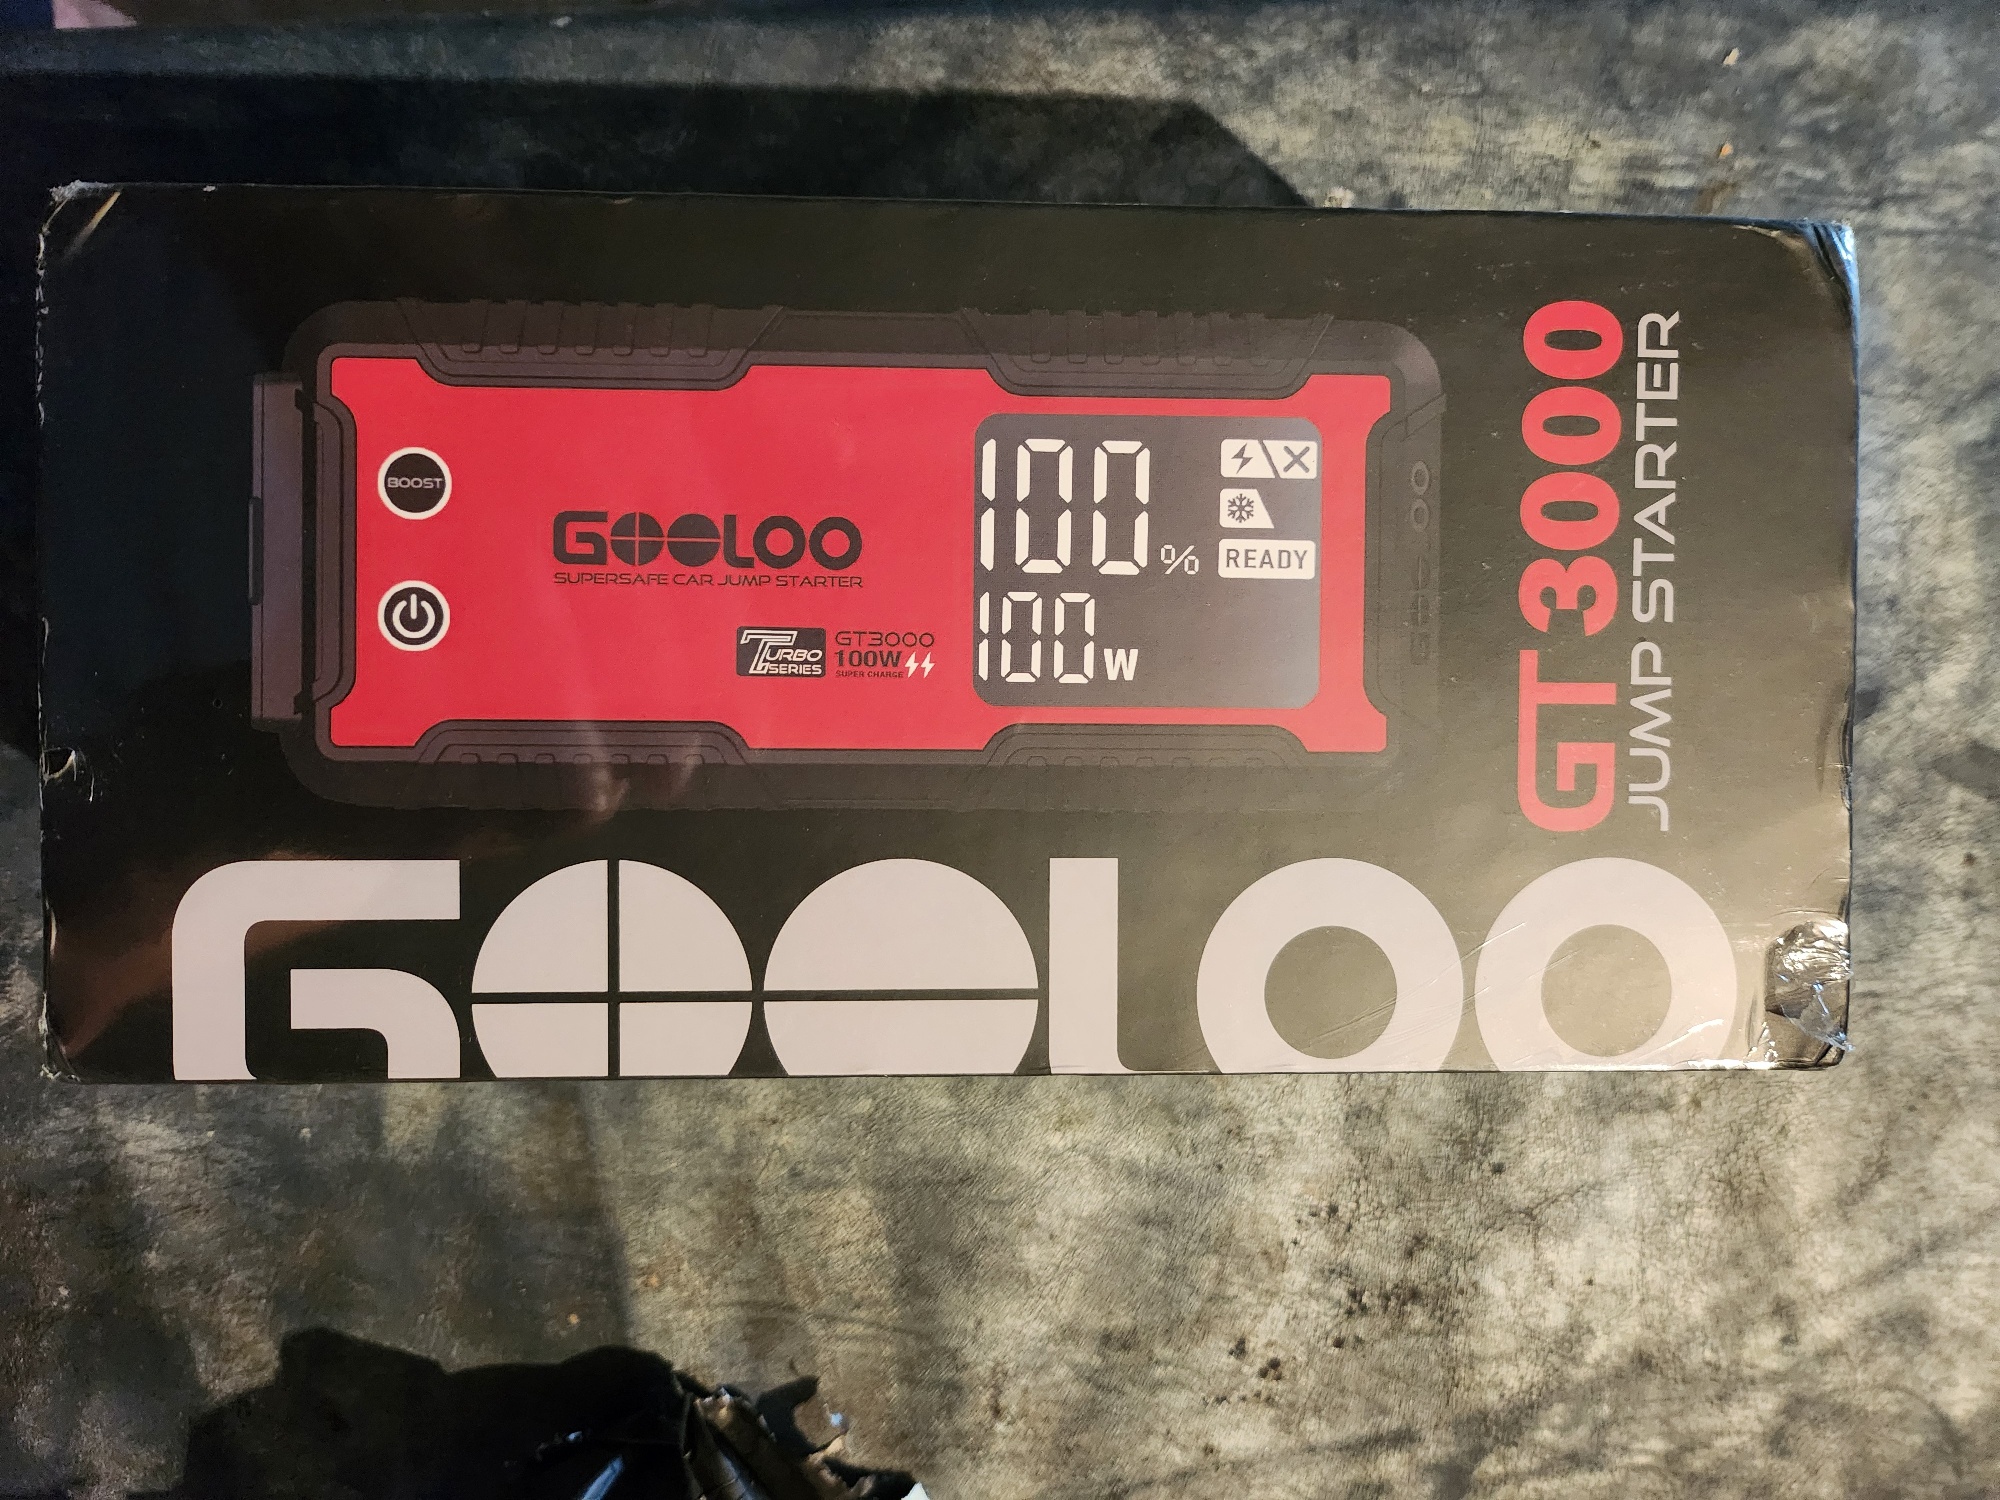 BOOST
GOOLOO
SUPERSAFE CAR JUMP STARTER
TURBO SERIES
GT3000
100W
SUPER CHARGE
100%
READY
100W
GT3000
JUMP STARTER
GOOLOO